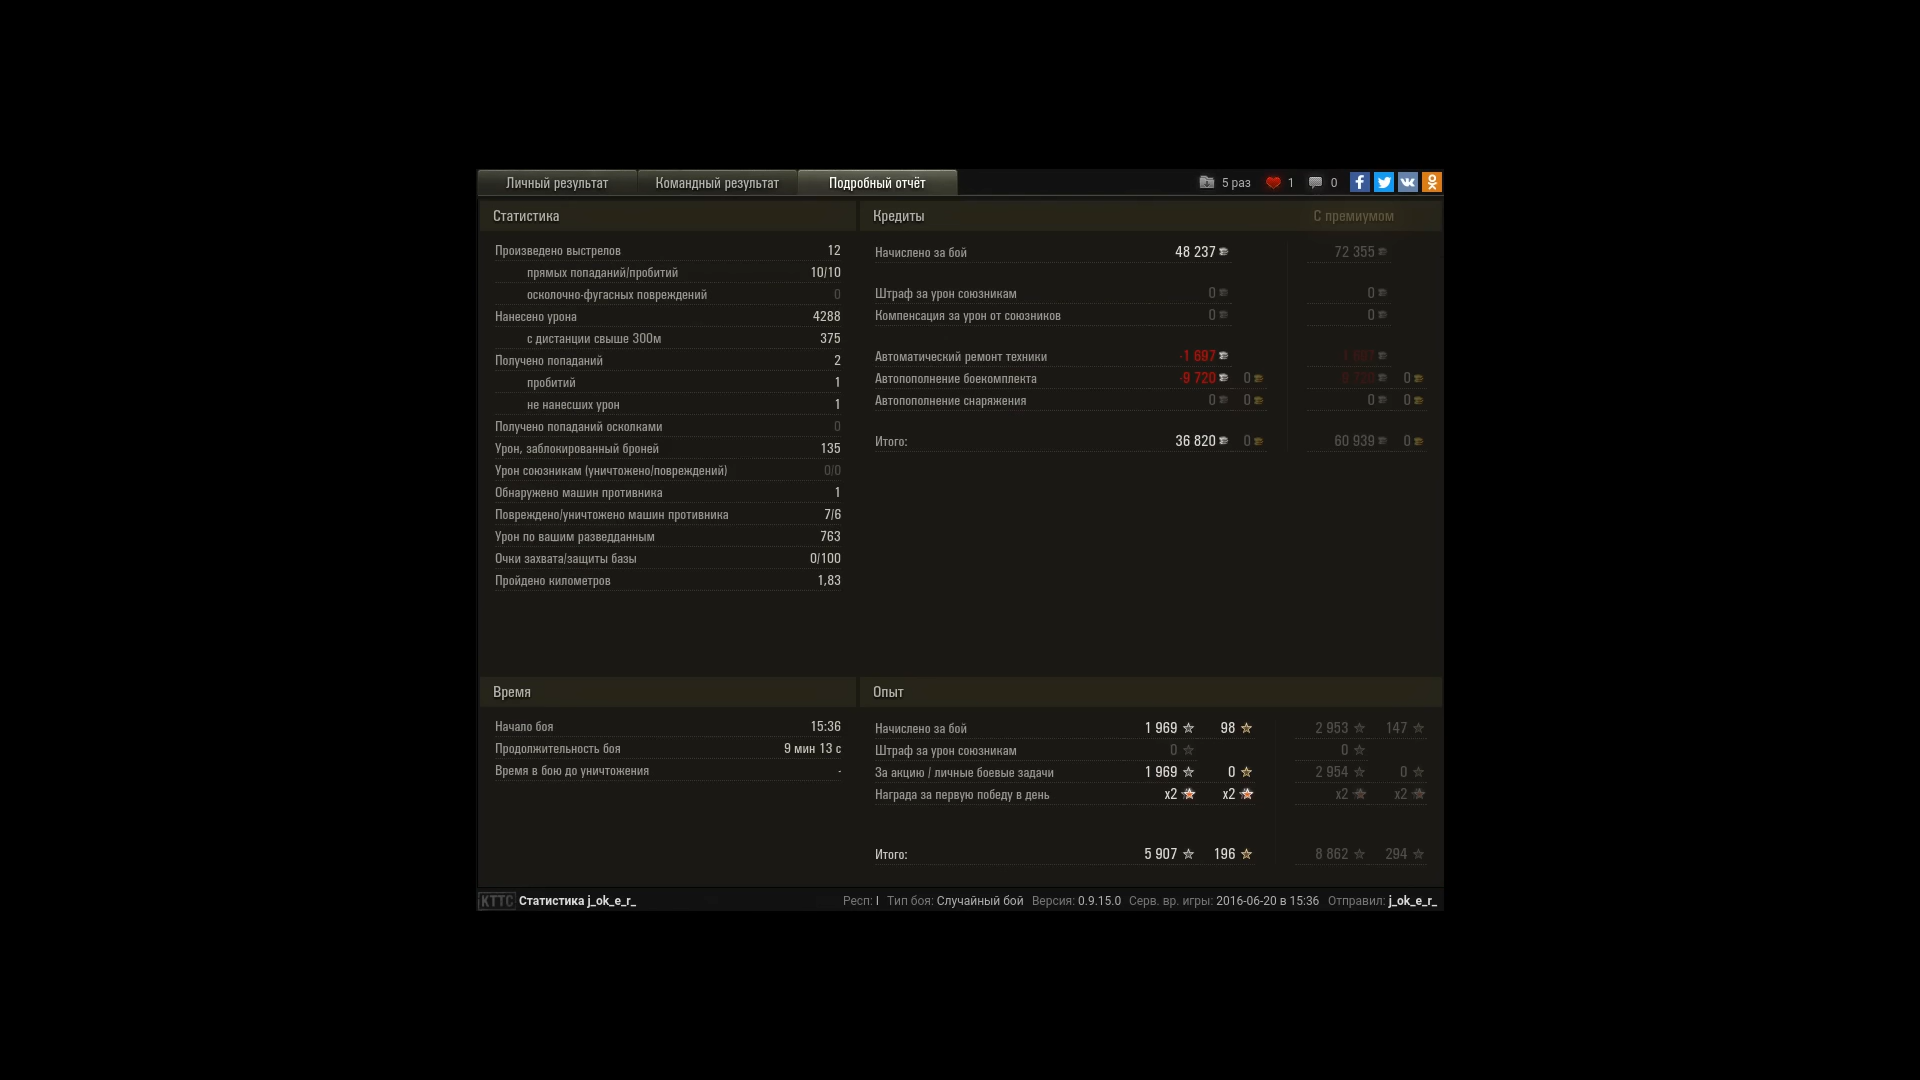 Личный результат Командный результат Подробный отчёт 5 раз 1 0
Статистика
Произведено выстрелов 12
прямых попаданий/пробитий 10/10
осколочно-фугасных повреждений 0
Нанесено урона 4288
с дистанции свыше 300м 375
Получено попаданий 2
пробитий 1
не нанесших урон 1
Получено попаданий осколками 0
Урон, заблокированный броней 135
Урон союзникам (уничтожено/повреждений) 0/0
Обнаружено машин противника 1
Повреждено/уничтожено машин противника 7/6
Урон по вашим разведданным 763
Очки захвата/защиты базы 0/100
Пройдено километров 1,83
Кредиты С премиумом
Начислено за бой 48 237 72 355
Штраф за урон союзникам 0 0
Компенсация за урон от союзников 0 0
Автоматический ремонт техники -1 697 -1 697
Автопополнение боекомплекта -9 720 0 -9 720 0
Автопополнение снаряжения 0 0 0 0
Итого: 36 820 0 60 939 0
Время
Начало боя 15:36
Продолжительность боя 9 мин 13 с
Время в бою до уничтожения -
Опыт
Начислено за бой 1 969 98 2 953 147
Штраф за урон союзникам 0 0
За акцию / личные боевые задачи 1 969 0 2 954 0
Награда за первую победу в день x2 x2 x2 x2
Итого: 5 907 196 8 862 294
КТТС Статистика j_ok_e_r_ Респ: I Тип боя: Случайный бой Версия: 0.9.15.0 Серв. вр. игры: 2016-06-20 в 15:36 Отправил: j_ok_e_r_